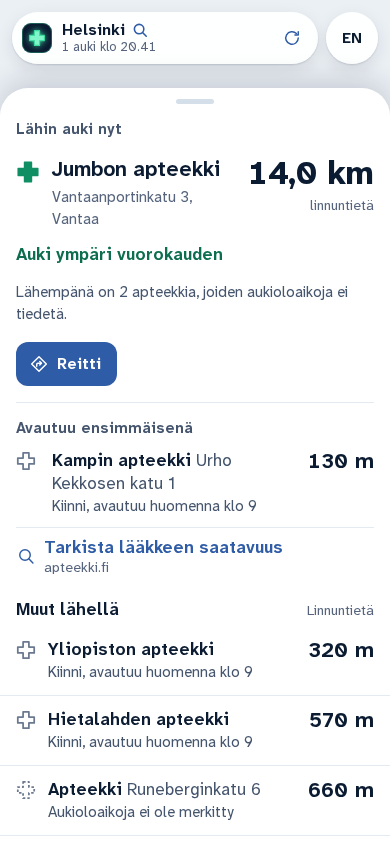 Helsinki
1 auki klo 20.41
EN
Lähin auki nyt
Jumbon apteekki
14,0 km
Vantaanportinkatu 3,
Vantaa
linnuntietä
Auki ympäri vuorokauden
Lähempänä on 2 apteekkia, joiden aukioloaikoja ei
tiedetä.
Reitti
Avautuu ensimmäisenä
Kampin apteekki Urho
Kekkosen katu 1
130 m
Kiinni, avautuu huomenna klo 9
Tarkista lääkkeen saatavuus
apteekki.fi
Muut lähellä
Linnuntietä
Yliopiston apteekki
320 m
Kiinni, avautuu huomenna klo 9
Hietalahden apteekki
570 m
Kiinni, avautuu huomenna klo 9
Apteekki Runeberginkatu 6
660 m
Aukioloaikoja ei ole merkitty